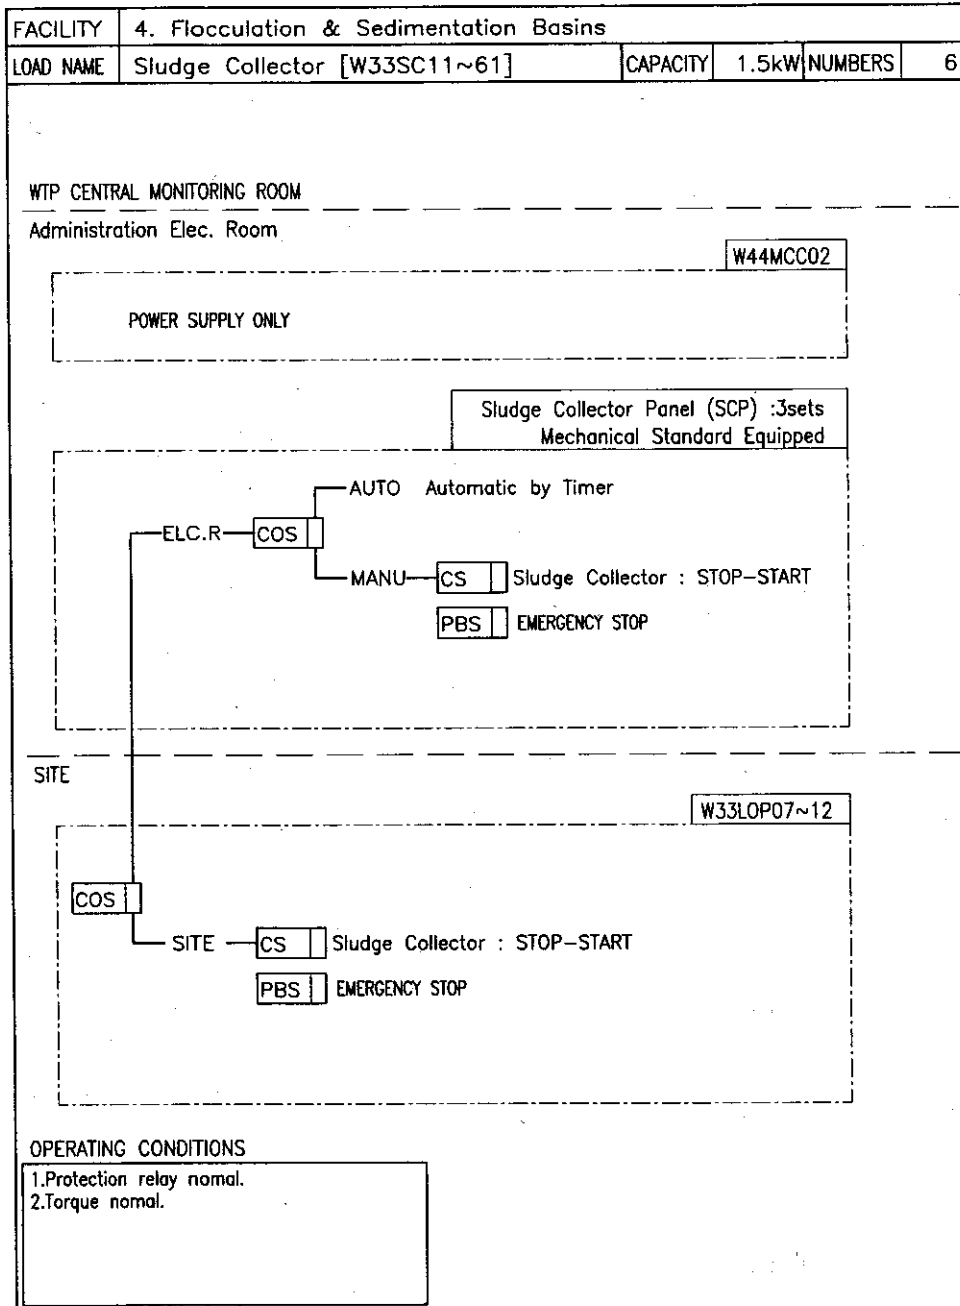 FACILITY 4. Flocculation & Sedimentation Basins
LOAD NAME Sludge Collector [W33SC11~61] CAPACITY 1.5kW NUMBERS 6
WTP CENTRAL MONITORING ROOM
Administration Elec. Room
W44MCC02
POWER SUPPLY ONLY
Sludge Collector Panel (SCP) :3sets
Mechanical Standard Equipped
AUTO Automatic by Timer
ELC.R COS
MANU CS Sludge Collector : STOP-START
PBS EMERGENCY STOP
SITE
W33LOP07~12
COS
SITE CS Sludge Collector : STOP-START
PBS EMERGENCY STOP
OPERATING CONDITIONS
1.Protection relay nomal.
2.Torque nomal.